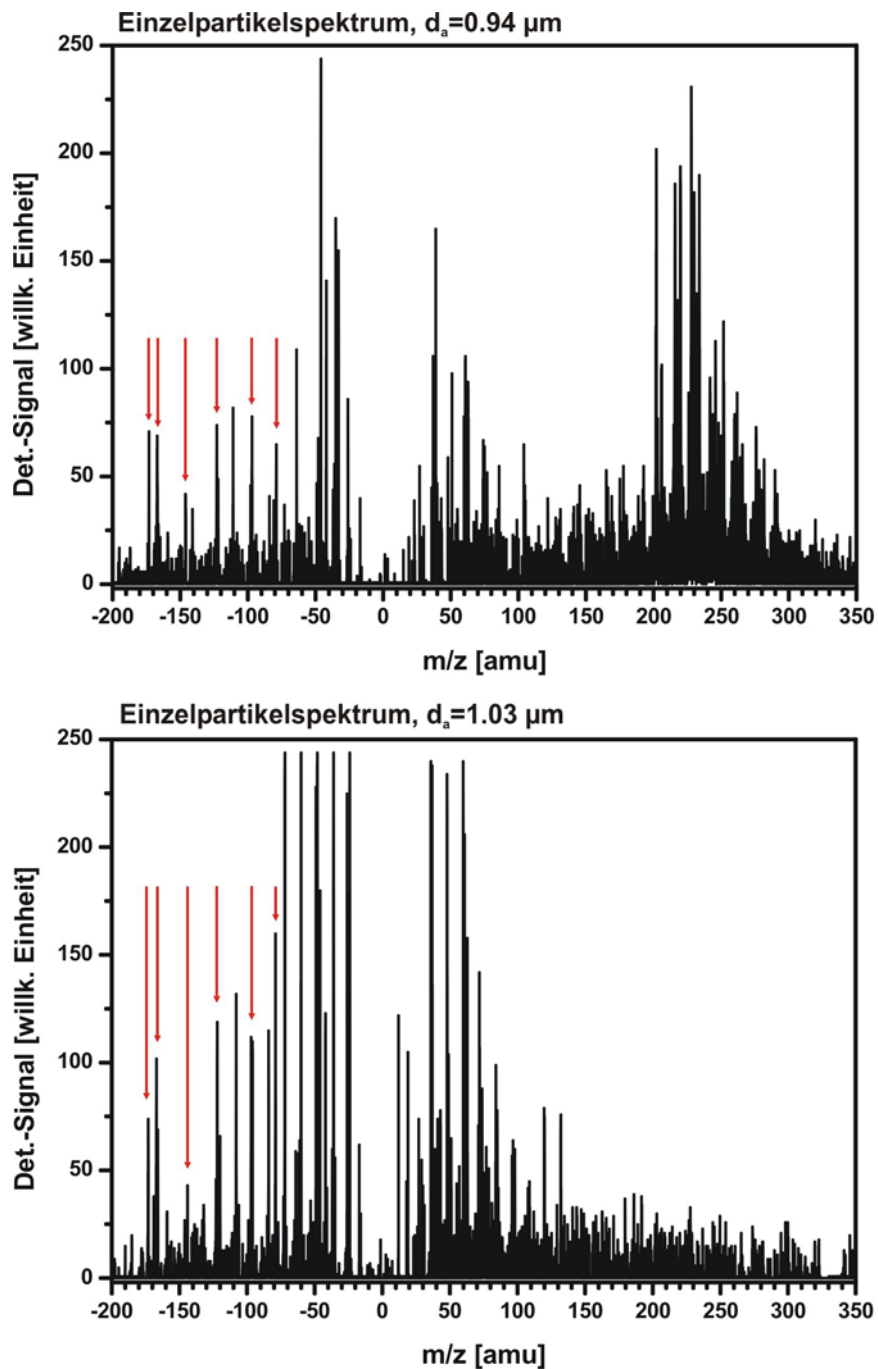 Einzelpartikelspektrum, da=0.94 µm
250
200
150
100
50
0
Det.-Signal [willk. Einheit]
-200 -150 -100 -50 0 50 100 150 200 250 300 350
m/z [amu]
Einzelpartikelspektrum, da=1.03 µm
250
200
150
100
50
0
Det.-Signal [willk. Einheit]
-200 -150 -100 -50 0 50 100 150 200 250 300 350
m/z [amu]